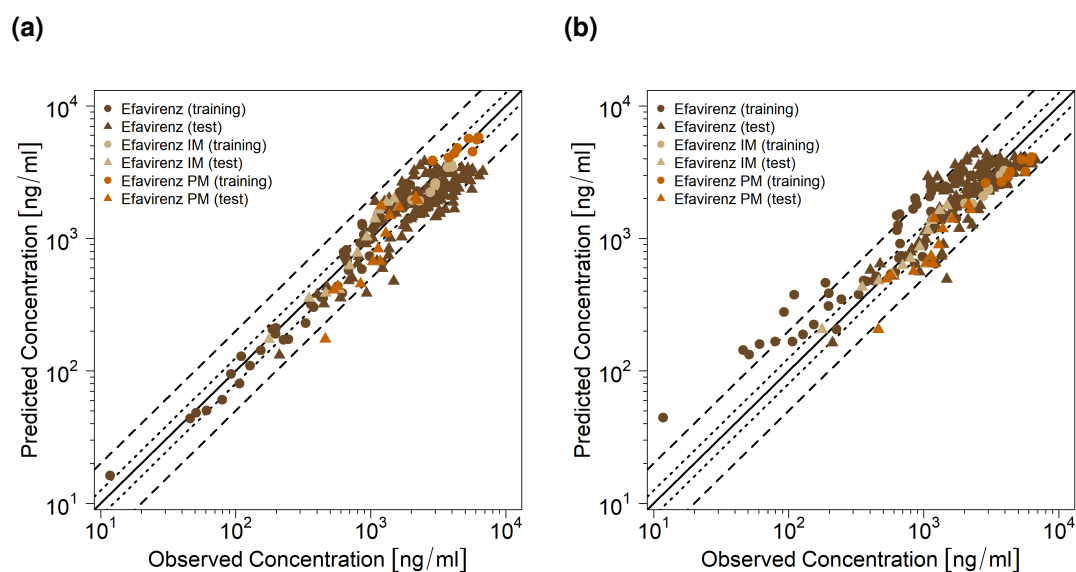 (a)
Efavirenz (training)
Efavirenz (test)
Efavirenz IM (training)
Efavirenz IM (test)
Efavirenz PM (training)
Efavirenz PM (test)
Predicted Concentration [ng/ml]
10⁴
10³
10²
10¹
10¹ 10² 10³ 10⁴
Observed Concentration [ng/ml]
(b)
Efavirenz (training)
Efavirenz (test)
Efavirenz IM (training)
Efavirenz IM (test)
Efavirenz PM (training)
Efavirenz PM (test)
Predicted Concentration [ng/ml]
10⁴
10³
10²
10¹
10¹ 10² 10³ 10⁴
Observed Concentration [ng/ml]